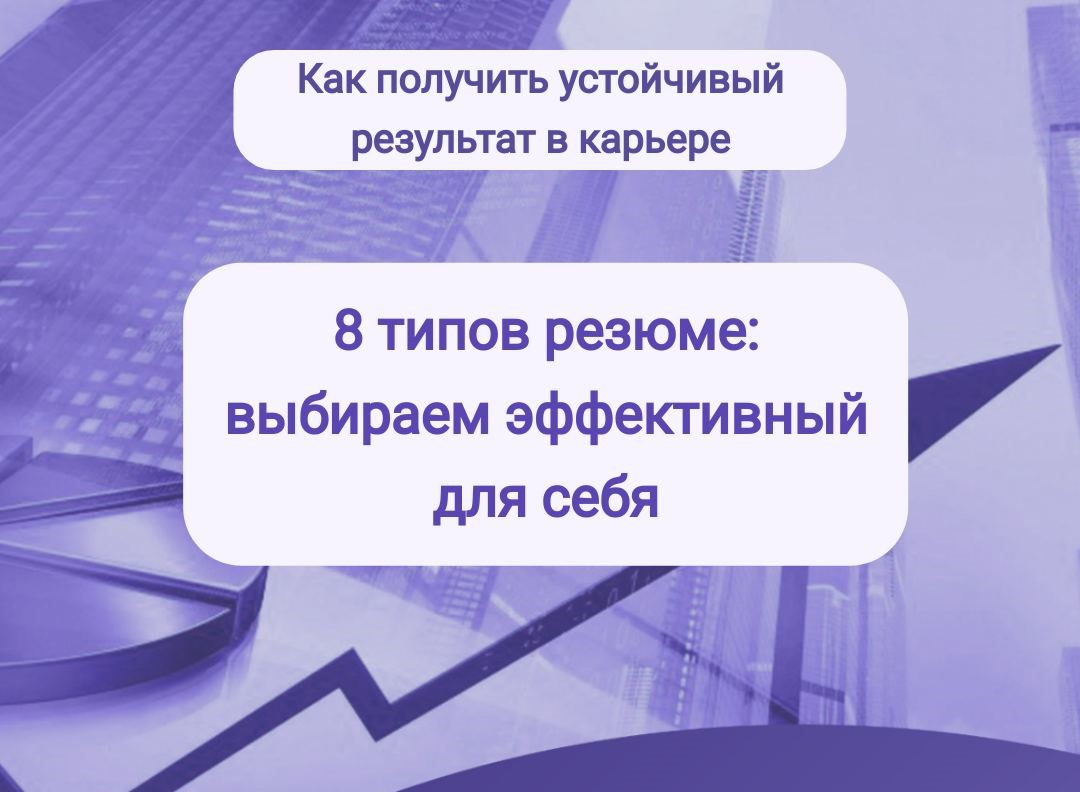 Как получить устойчивый
результат в карьере
8 типов резюме:
выбираем эффективный
для себя